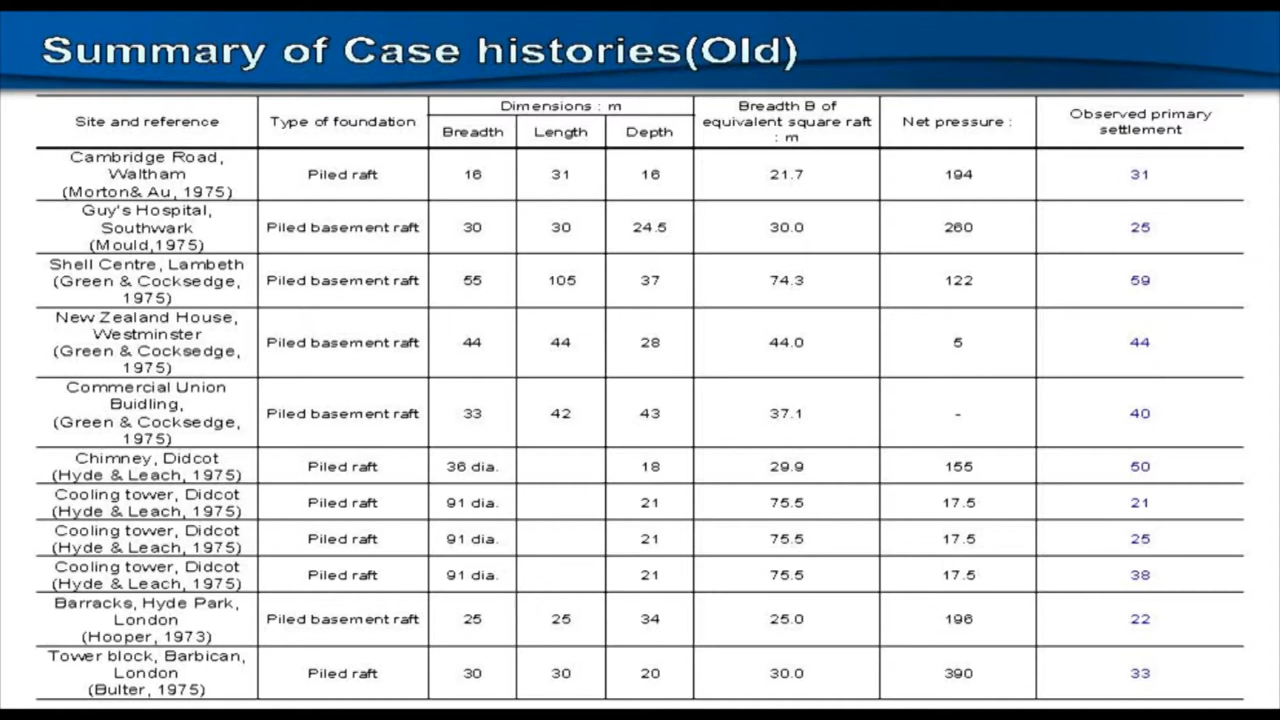 Summary of Case histories(Old)
Site and reference
Type of foundation
Dimensions : m
Breadth
Length
Depth
Breadth B of
equivalent square raft
: m
Net pressure :
Observed primary
settlement
Cambridge Road,
Waltham
(Morton& Au, 1975)
Piled raft
16
31
16
21.7
194
31
Guy's Hospital,
Southwark
(Mould,1975)
Piled basement raft
30
30
24.5
30.0
260
25
Shell Centre, Lambeth
(Green & Cocksedge,
1975)
Piled basement raft
55
105
37
74.3
122
59
New Zealand House,
Westminster
(Green & Cocksedge,
1975)
Piled basement raft
44
44
28
44.0
5
44
Commercial Union
Buidling,
(Green & Cocksedge,
1975)
Piled basement raft
33
42
43
37.1
-
40
Chimney, Didcot
(Hyde & Leach, 1975)
Piled raft
36 dia.
18
29.9
155
50
Cooling tower, Didcot
(Hyde & Leach, 1975)
Piled raft
91 dia.
21
75.5
17.5
21
Cooling tower, Didcot
(Hyde & Leach, 1975)
Piled raft
91 dia.
21
75.5
17.5
25
Cooling tower, Didcot
(Hyde & Leach, 1975)
Piled raft
91 dia.
21
75.5
17.5
38
Barracks, Hyde Park,
London
(Hooper, 1973)
Piled basement raft
25
25
34
25.0
196
22
Tower block, Barbican,
London
(Bulter, 1975)
Piled raft
30
30
20
30.0
390
33